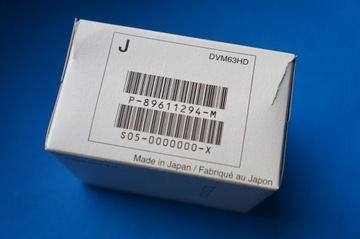 J
DVM63HD
P-89611294-M
S05-0000000-X
Made in Japan / Fabriqué au Japon